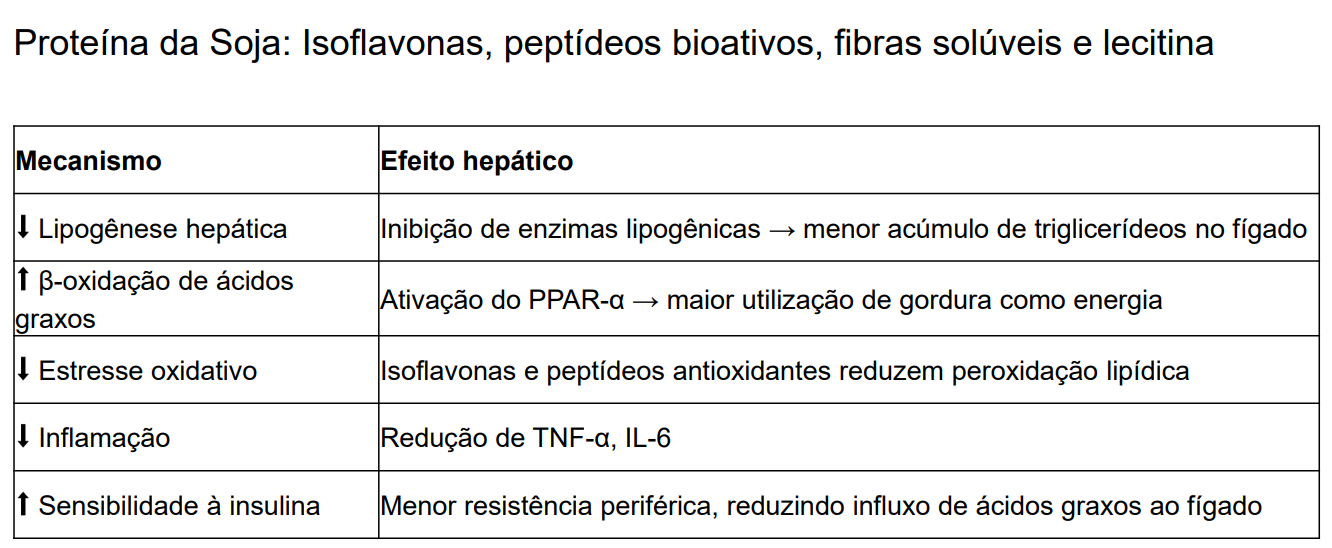 Proteína da Soja: Isoflavonas, peptídeos bioativos, fibras solúveis e lecitina
Mecanismo
Efeito hepático
⬇ Lipogênese hepática
Inibição de enzimas lipogênicas → menor acúmulo de triglicerídeos no fígado
⬆ β-oxidação de ácidos
graxos
Ativação do PPAR-α → maior utilização de gordura como energia
⬇ Estresse oxidativo
Isoflavonas e peptídeos antioxidantes reduzem peroxidação lipídica
⬇ Inflamação
Redução de TNF-α, IL-6
⬆ Sensibilidade à insulina
Menor resistência periférica, reduzindo influxo de ácidos graxos ao fígado